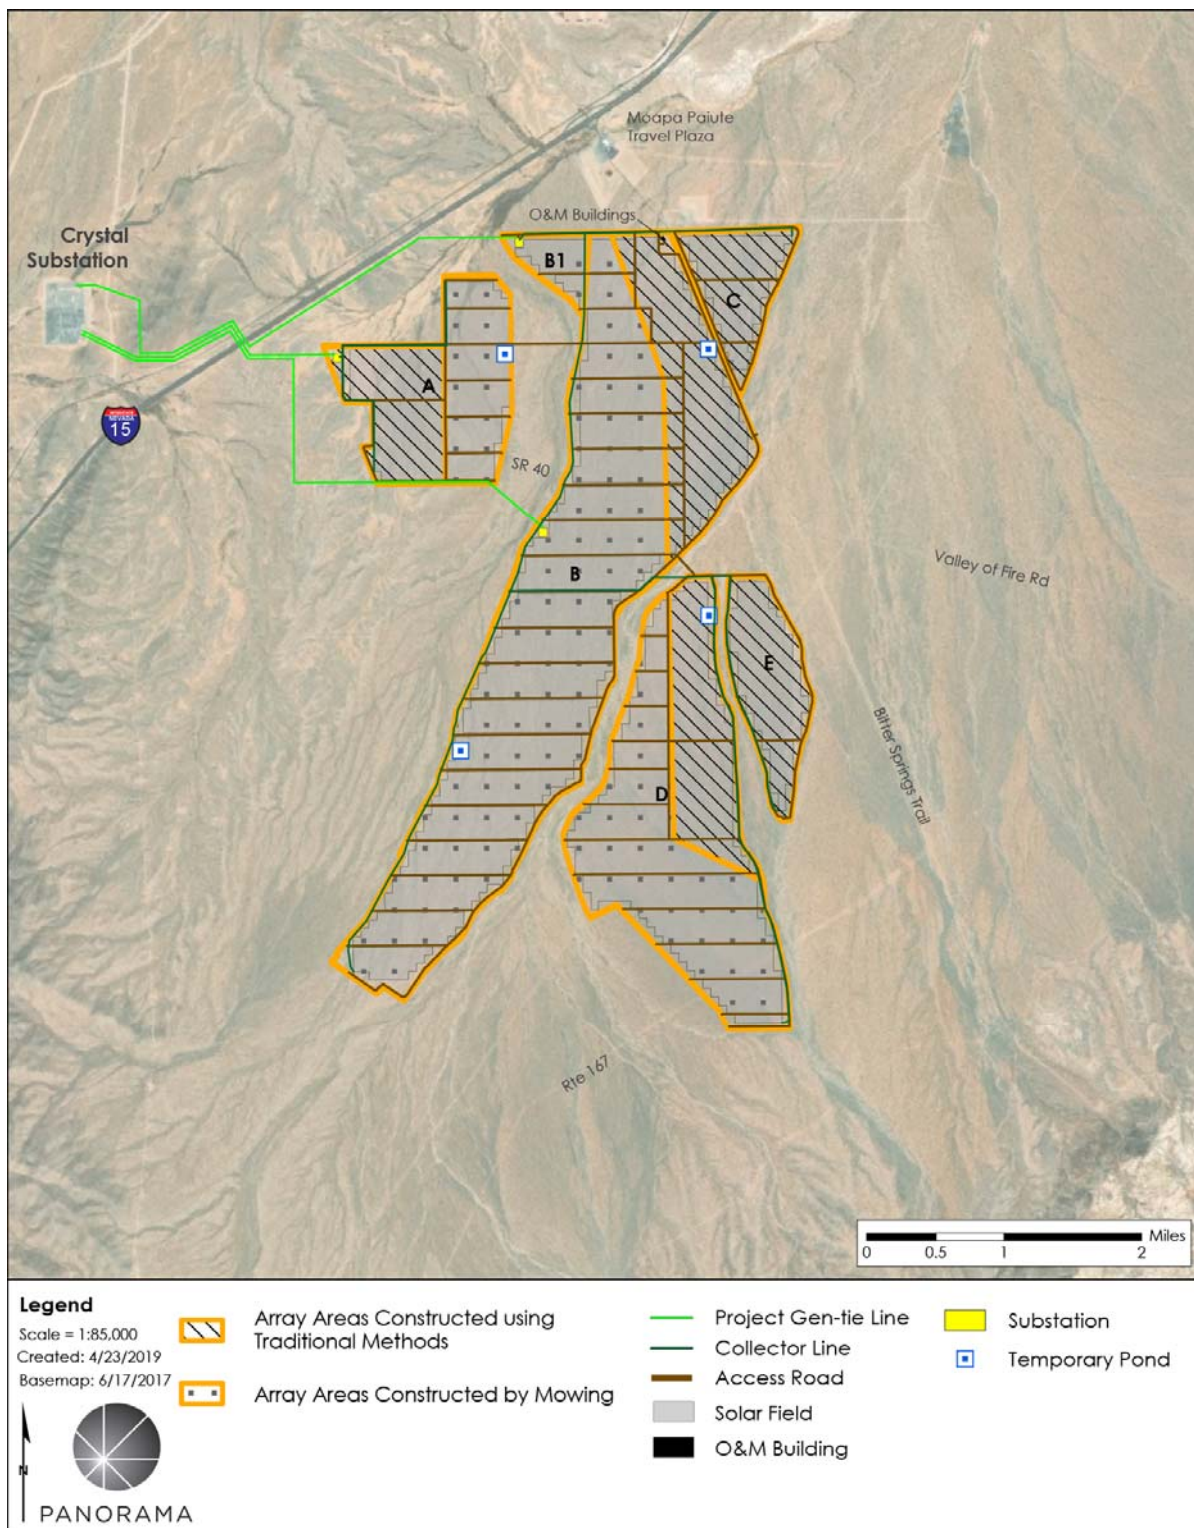 Moapa Paiute
Travel Plaza
O&M Buildings
Crystal
Substation
B1
C
A
INTERSTATE
NEVADA
15
SR 40
B
Valley of Fire Rd
E
Bitter Springs Trail
D
Rte 167
Miles
0
0.5
1
2
Legend
Scale = 1:85,000
Created: 4/23/2019
Basemap: 6/17/2017
N
PANORAMA
Array Areas Constructed using
Traditional Methods
Array Areas Constructed by Mowing
Project Gen-tie Line
Collector Line
Access Road
Solar Field
O&M Building
Substation
Temporary Pond